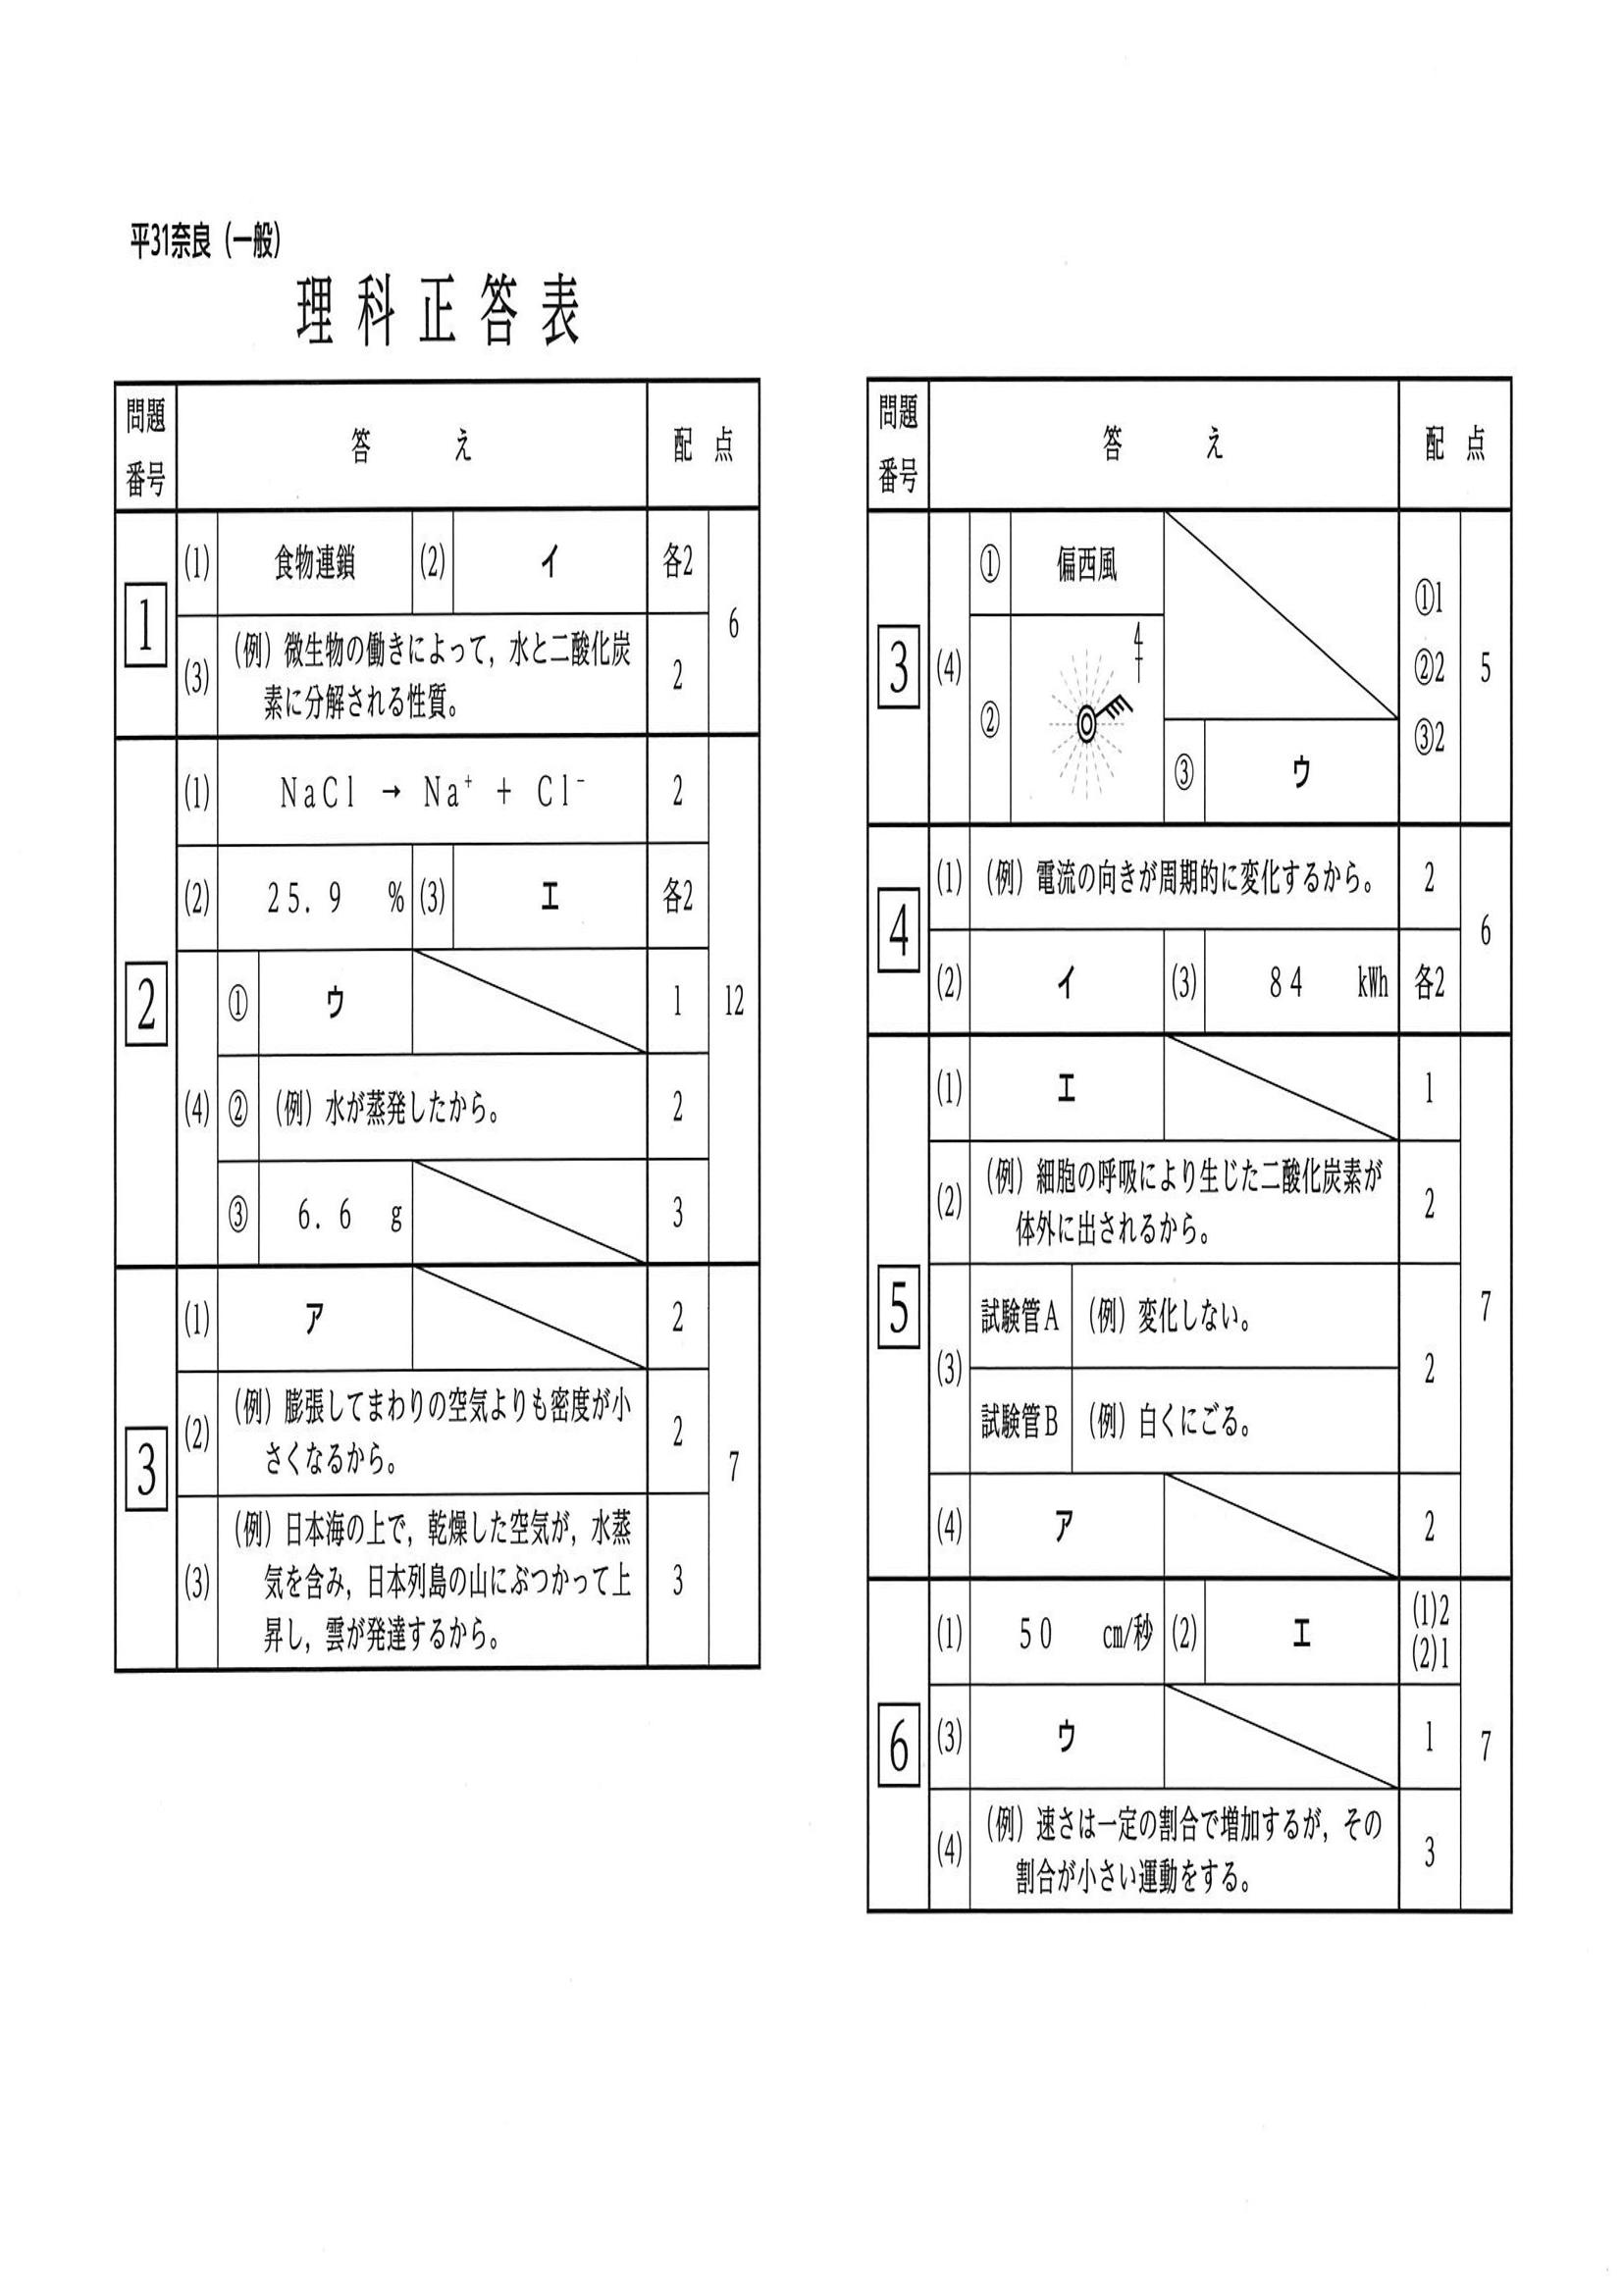 平31奈良（一般）
理科正答表
問題番号 答え 配点
1
(1) 食物連鎖 (2) イ 各2
6
(3) （例）微生物の働きによって，水と二酸化炭
素に分解される性質。 2
2
(1) NaCl → Na⁺ + Cl⁻ 2
(2) 25.9 % (3) エ 各2
12
(4) ① ウ 1
② （例）水が蒸発したから。 2
③ 6.6 g 3
3
(1) ア 2
(2) （例）膨張してまわりの空気よりも密度が小
さくなるから。 2
7
(3) （例）日本海の上で，乾燥した空気が，水蒸
気を含み，日本列島の山にぶつかって上
昇し，雲が発達するから。 3
問題番号 答え 配点
3
(4) ① 偏西風
② 北
③ ウ
①1
②2
③2
5
4
(1) （例）電流の向きが周期的に変化するから。 2
6
(2) イ (3) 84 kWh 各2
5
(1) エ 1
(2) （例）細胞の呼吸により生じた二酸化炭素が
体外に出されるから。 2
7
(3) 試験管A （例）変化しない。
試験管B （例）白くにごる。 2
(4) ア 2
6
(1) 50 cm/秒 (2) エ (1)2
(2)1
(3) ウ 1
7
(4) （例）速さは一定の割合で増加するが，その
割合が小さい運動をする。 3